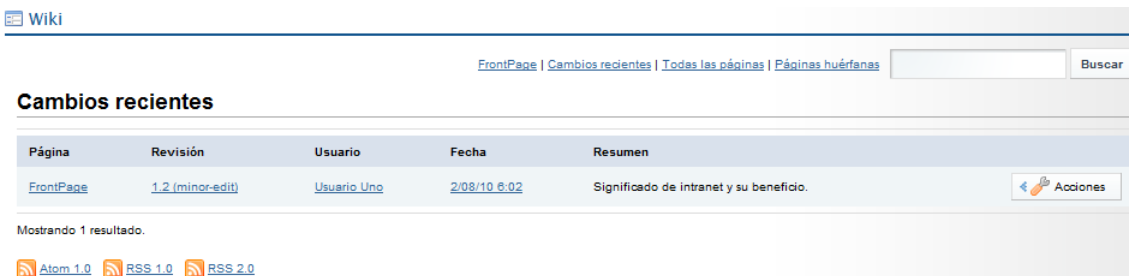 Wiki
FrontPage | Cambios recientes | Todas las páginas | Páginas huérfanas Buscar
Cambios recientes
Página Revisión Usuario Fecha Resumen
FrontPage 1.2 (minor-edit) Usuario Uno 2/08/10 6:02 Significado de intranet y su beneficio. Acciones
Mostrando 1 resultado.
Atom 1.0 RSS 1.0 RSS 2.0